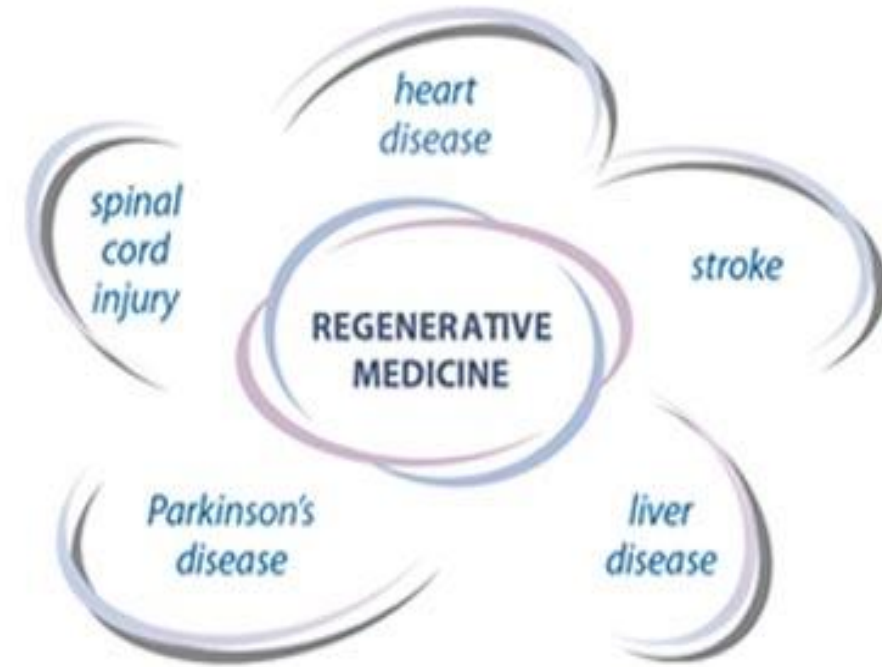 heart
disease
spinal
cord
injury
stroke
REGENERATIVE
MEDICINE
Parkinson's
disease
liver
disease